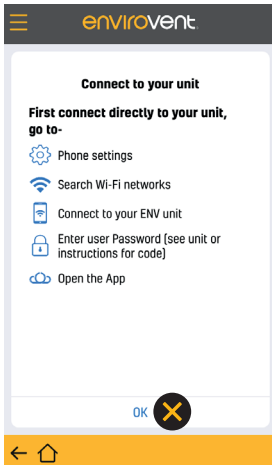 envirovent.
Connect to your unit
First connect directly to your unit,
go to-
Phone settings
Search Wi-Fi networks
Connect to your ENV unit
Enter user Password (see unit or
instructions for code)
Open the App
OK